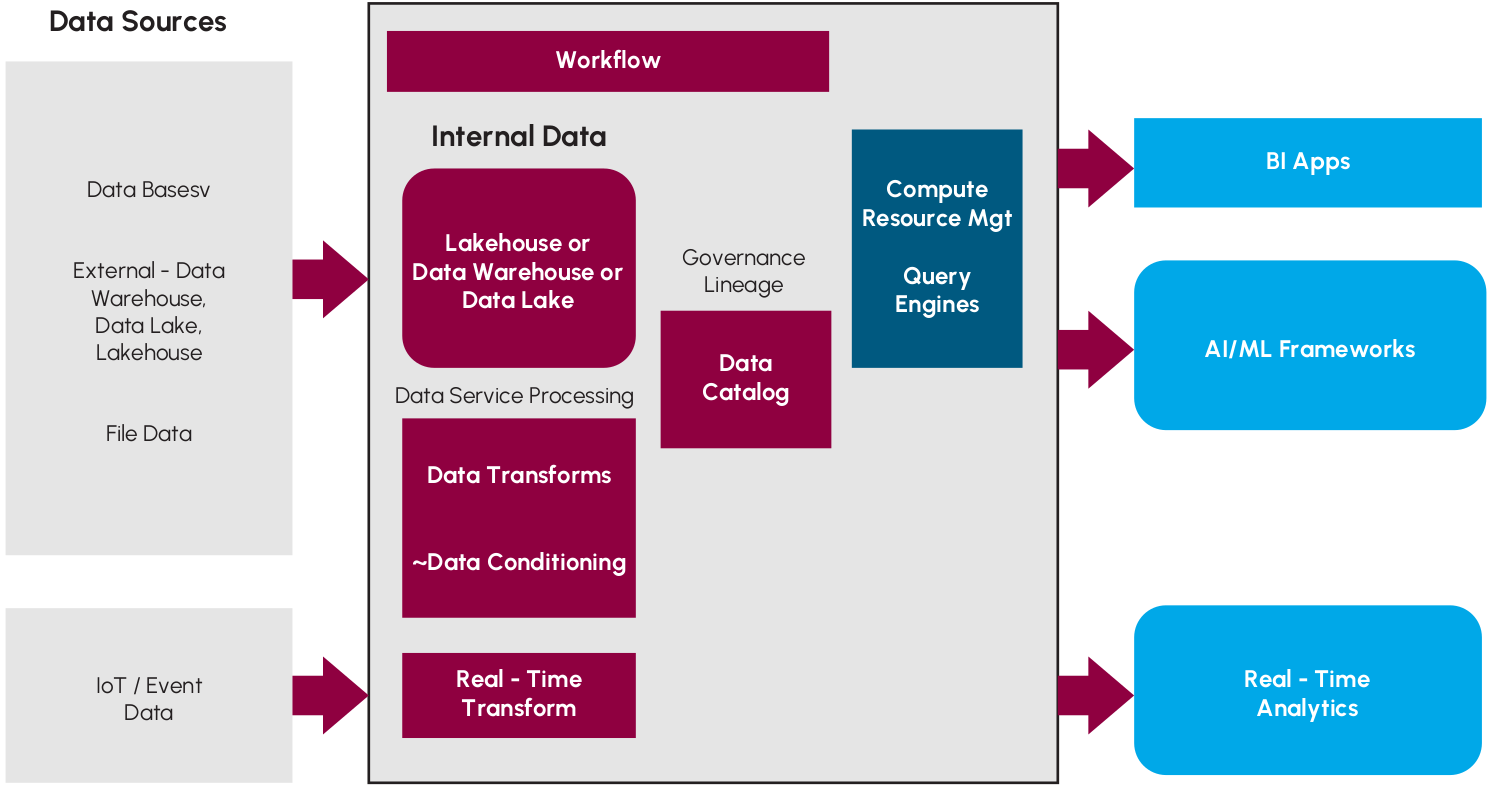 Data Sources
Data Basesv
External - Data
Warehouse,
Data Lake,
Lakehouse
File Data
IoT / Event
Data
Workflow
Internal Data
Lakehouse or
Data Warehouse or
Data Lake
Data Service Processing
Data Transforms
~Data Conditioning
Real - Time
Transform
Governance
Lineage
Data
Catalog
Compute
Resource Mgt
Query
Engines
BI Apps
AI/ML Frameworks
Real - Time
Analytics